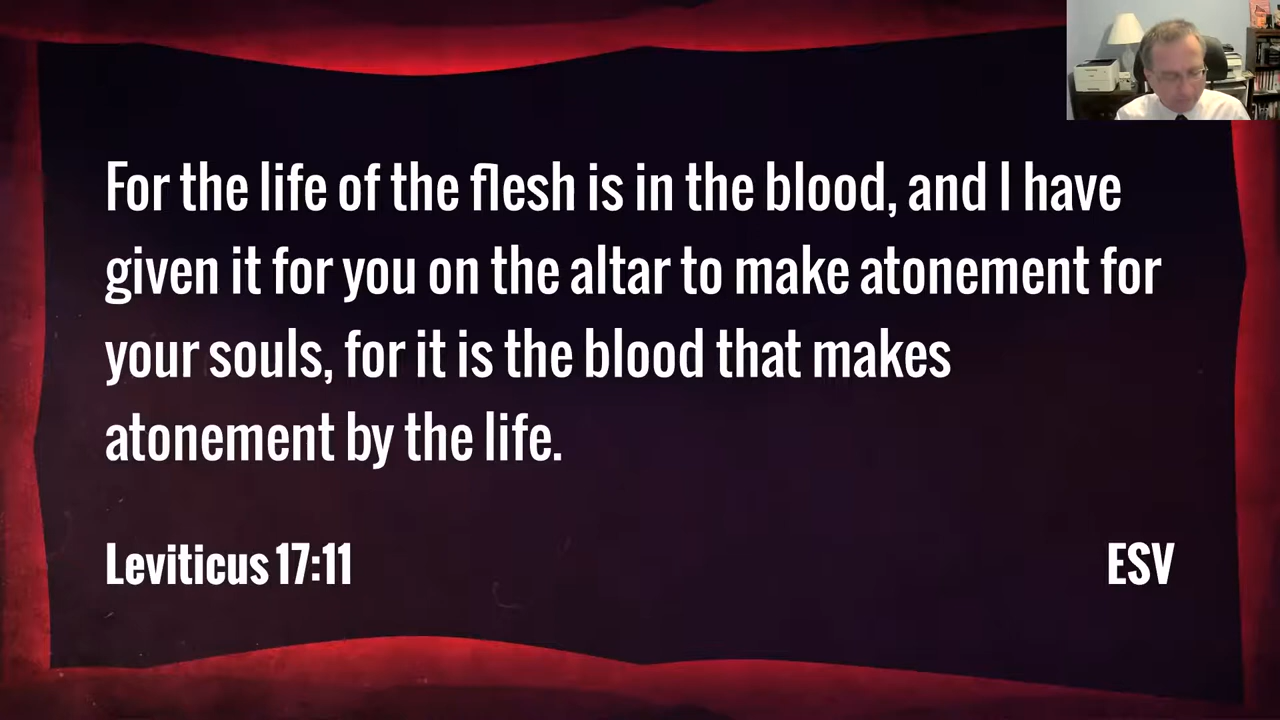 For the life of the flesh is in the blood, and I have
given it for you on the altar to make atonement for
your souls, for it is the blood that makes
atonement by the life.
Leviticus 17:11
ESV